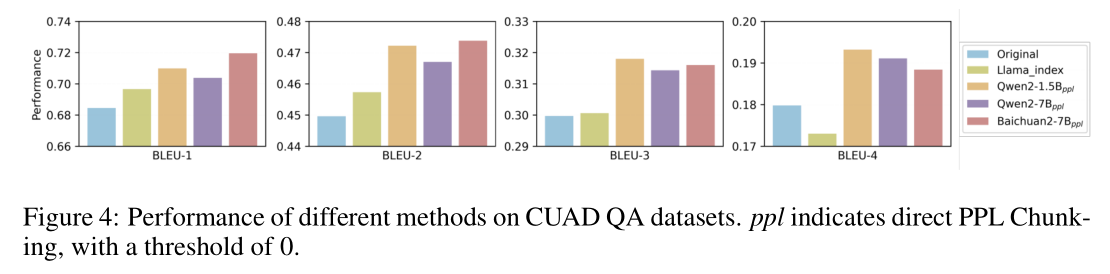 0.74
0.72
0.70
0.68
0.66
Performance
BLEU-1
0.48
0.47
0.46
0.45
0.44
BLEU-2
0.33
0.32
0.31
0.30
0.29
BLEU-3
0.20
0.19
0.18
0.17
BLEU-4
Original
Llama_index
Qwen2-1.5Bppl
Qwen2-7Bppl
Baichuan2-7Bppl
Figure 4: Performance of different methods on CUAD QA datasets. ppl indicates direct PPL Chunk-
ing, with a threshold of 0.